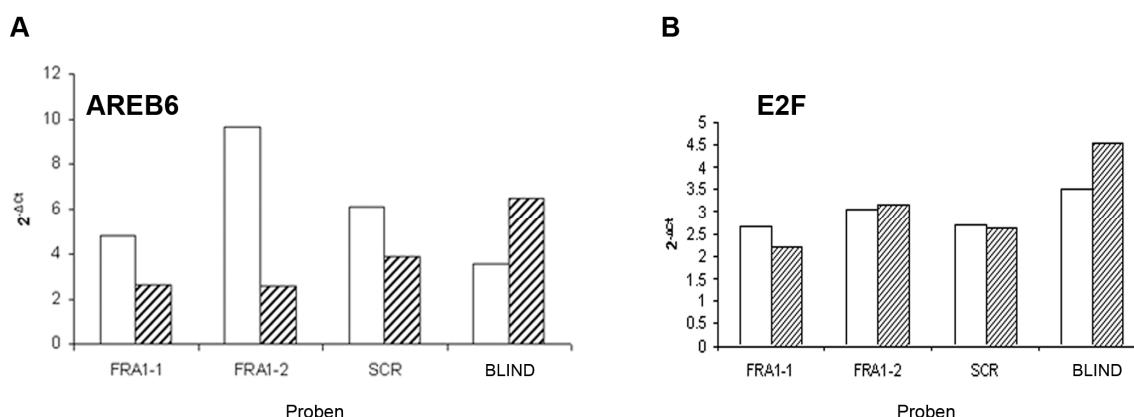 A
AREB6
2^-ΔCt
12
10
8
6
4
2
0
FRA1-1
FRA1-2
SCR
BLIND
Proben
B
E2F
2^-ΔCt
5
4.5
4
3.5
3
2.5
2
1.5
1
0.5
0
FRA1-1
FRA1-2
SCR
BLIND
Proben